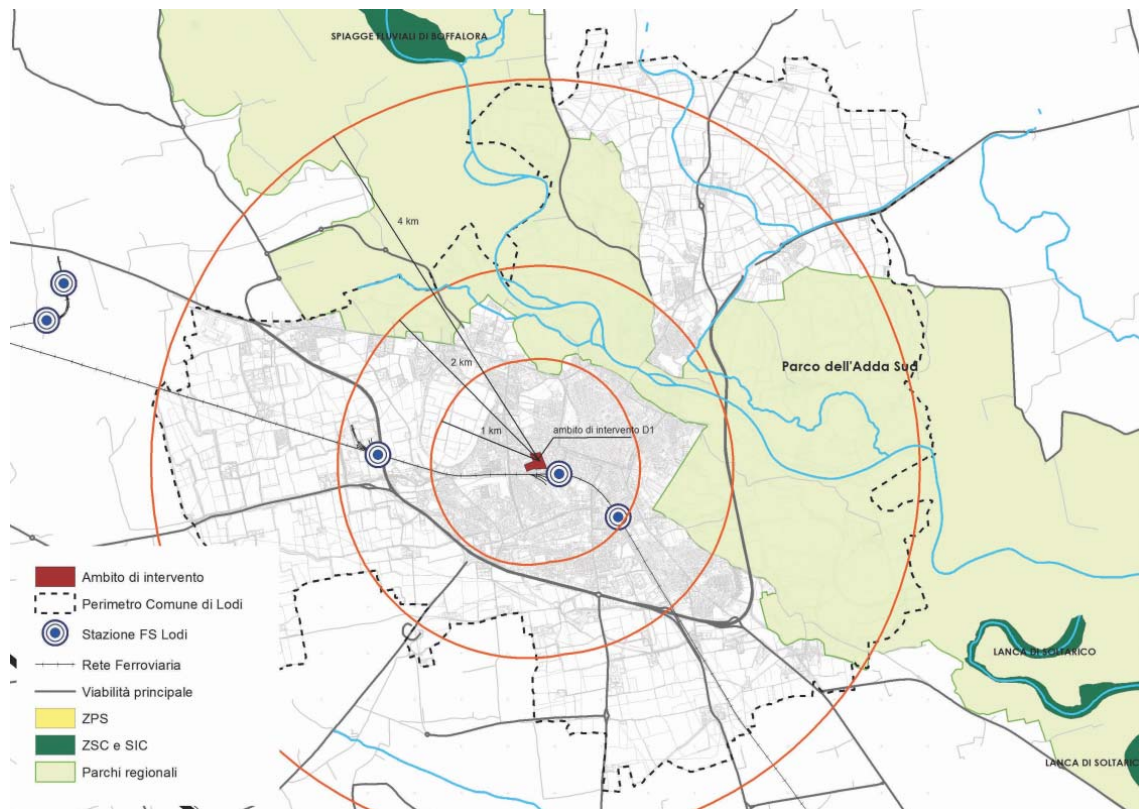 SPIAGGE FLUVIALI DI BOFFALORA
4 km
2 km
Parco dell'Adda Sud
1 km
ambito di intervento D1
Ambito di intervento
Perimetro Comune di Lodi
Stazione FS Lodi
Rete Ferroviaria
Viabilità principale
ZPS
ZSC e SIC
Parchi regionali
LANCA DI SOLTARICO
LANCA DI SOLTARICO